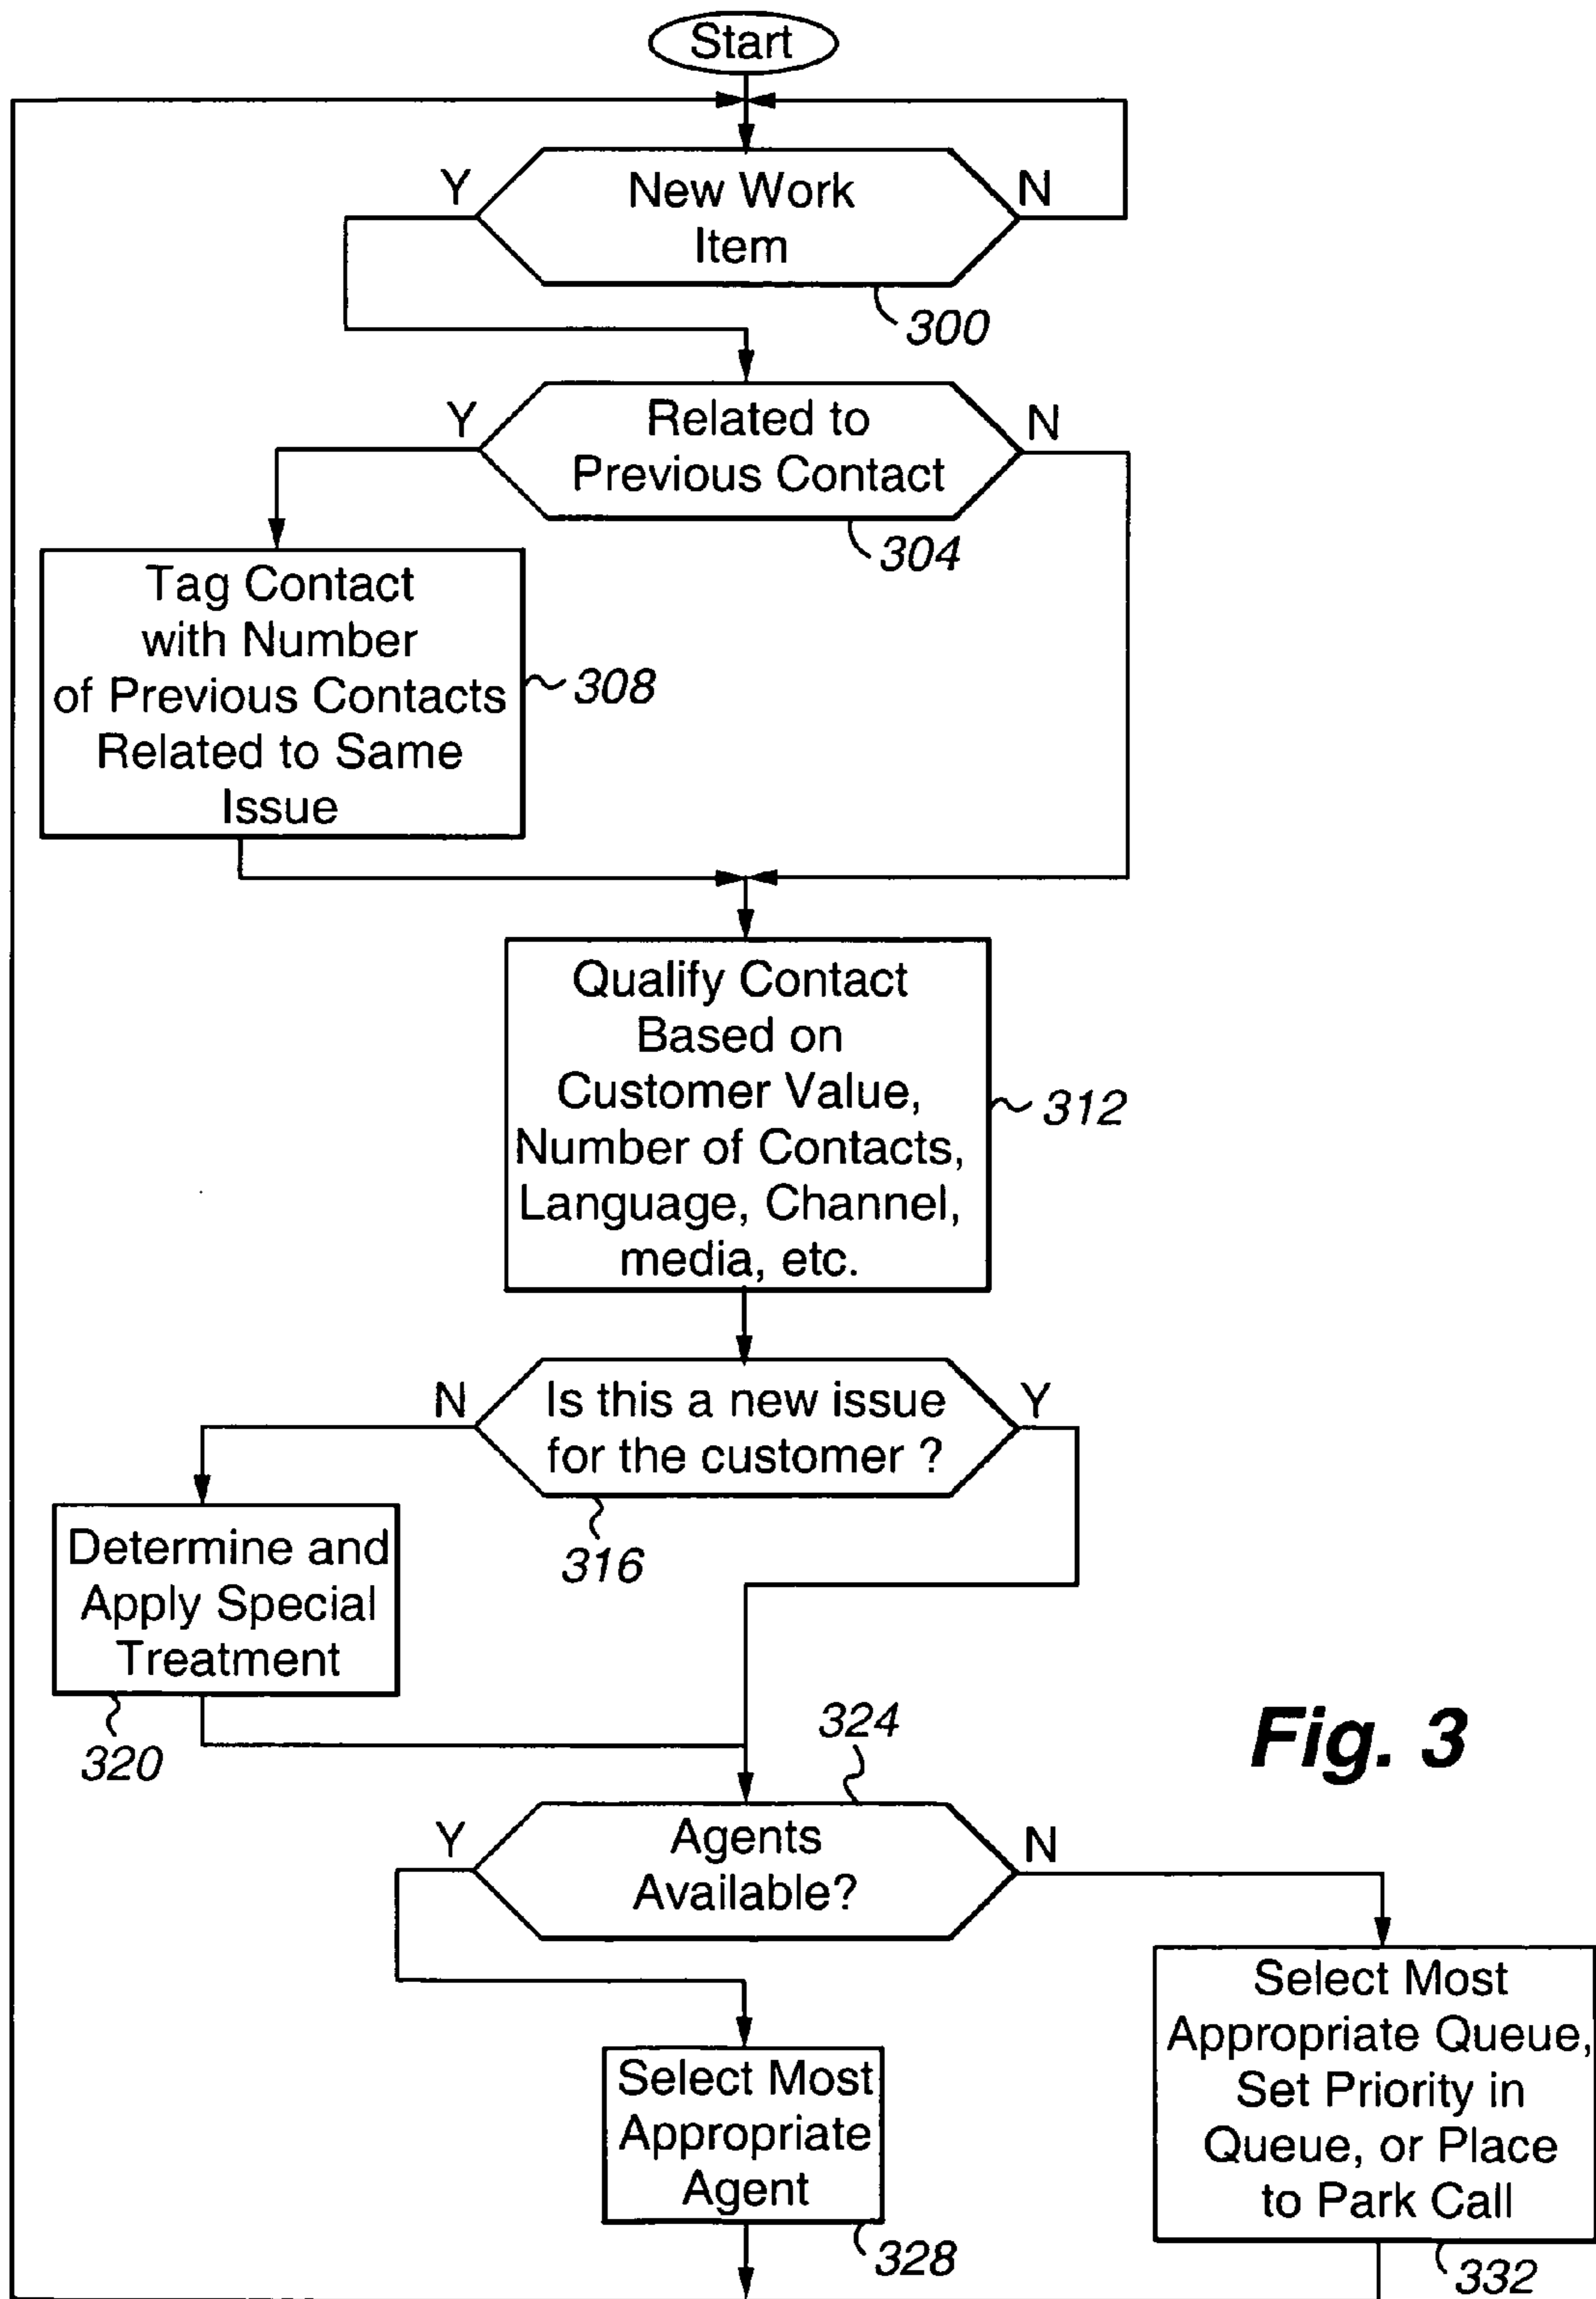 Start
Y
New Work
Item
N
300
Y
Related to
Previous Contact
N
304
Tag Contact
with Number
of Previous Contacts
Related to Same
Issue
308
Qualify Contact
Based on
Customer Value,
Number of Contacts,
Language, Channel,
media, etc.
312
N
Is this a new issue
for the customer ?
Y
316
Determine and
Apply Special
Treatment
320
324
Fig. 3
Y
Agents
Available?
N
Select Most
Appropriate
Agent
328
Select Most
Appropriate Queue,
Set Priority in
Queue, or Place
to Park Call
332